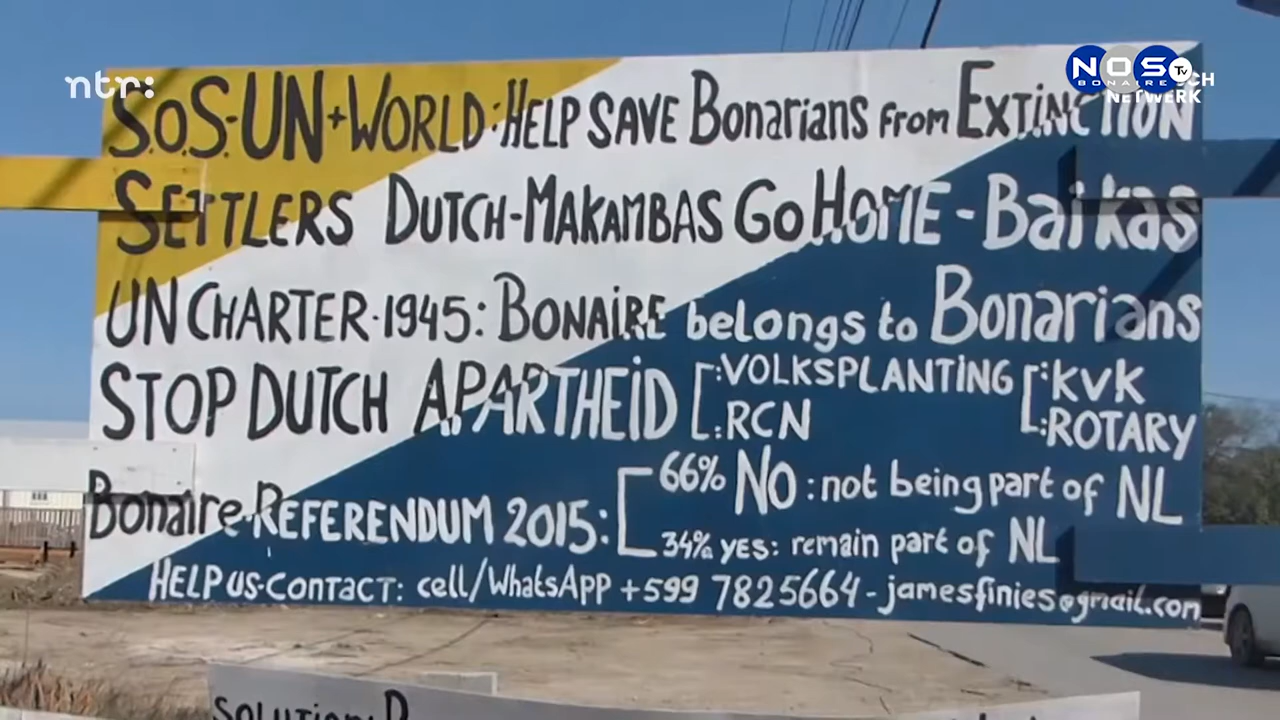 ntr:
NOS TV
BONAIRE
NETWERK
S.O.S.-UN+WORLD:HELP SAVE Bonarians FROM EXTINCTION
SETTLERS DUTCH-MAKAMBAS GO HOME - Baikas
UN CHARTER-1945: BONAIRE belongs to Bonarians
STOP DUTCH APARTHEID [:VOLKSPLANTING [:KVK
[:RCN [:ROTARY
Bonaire-REFERENDUM 2015: 66% NO: not being part of NL
34% YES: remain part of NL
HELP US-CONTACT: cell/WhatsApp +599 7825664 - jamesfinies@gmail.con
SOLUTION: